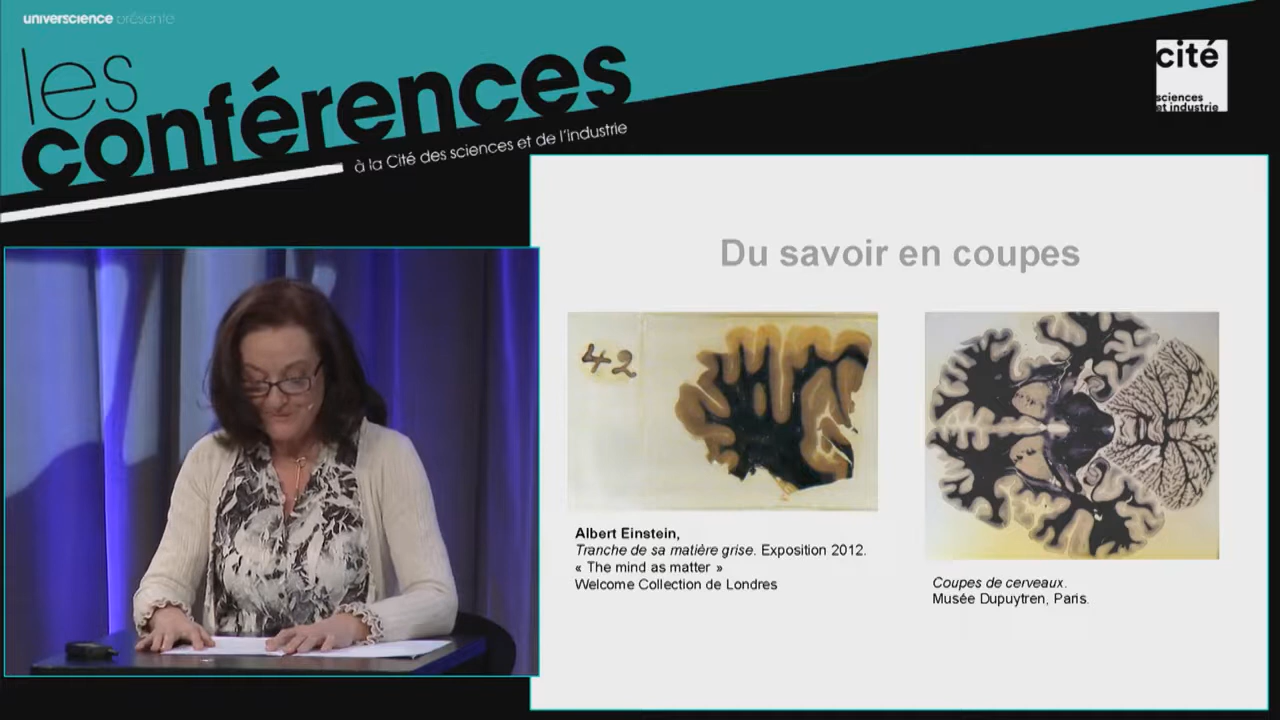 universcience présente
les
conférences
à la Cité des sciences et de l'industrie
cité
sciences
et industrie
Du savoir en coupes
42
Albert Einstein,
Tranche de sa matière grise. Exposition 2012.
« The mind as matter »
Welcome Collection de Londres
Coupes de cerveaux.
Musée Dupuytren, Paris.